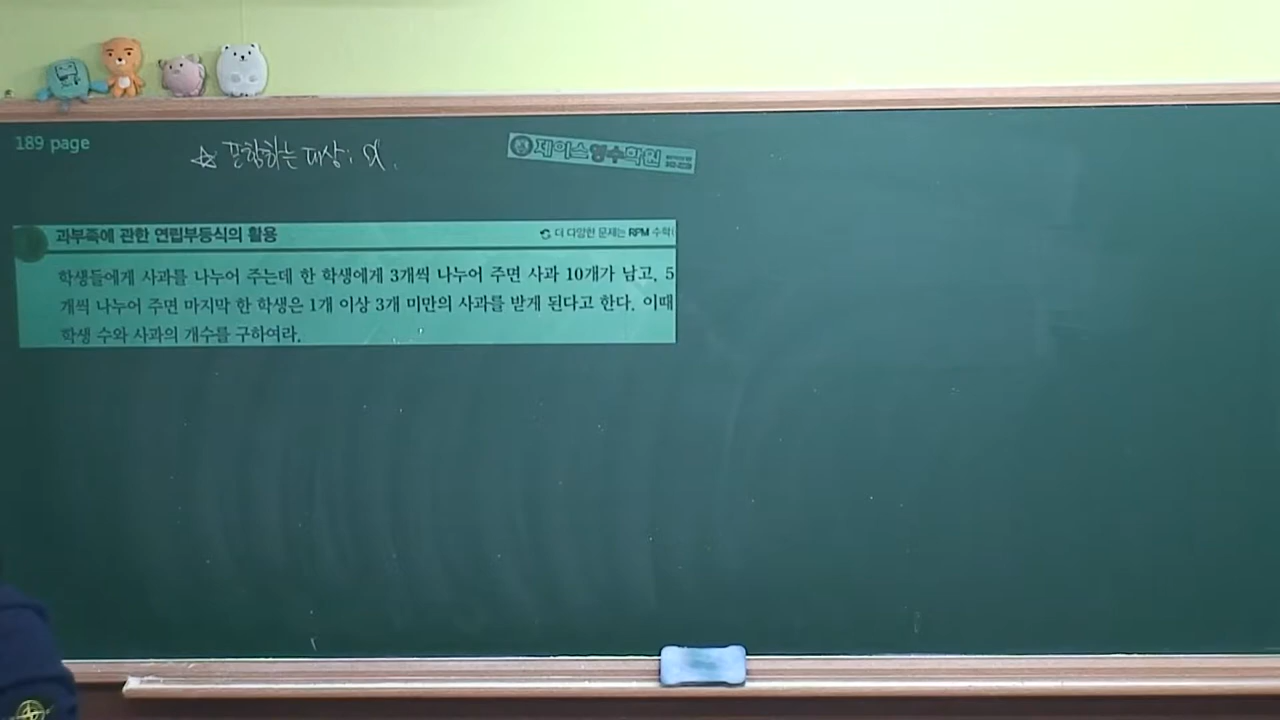 189 page
☆ 포함하는 대상: x.
제이스영수학원
과부족에 관한 연립부등식의 활용
더 다양한 문제는 RPM 수학(
학생들에게 사과를 나누어 주는데 한 학생에게 3개씩 나누어 주면 사과 10개가 남고, 5
개씩 나누어 주면 마지막 한 학생은 1개 이상 3개 미만의 사과를 받게 된다고 한다. 이때
학생 수와 사과의 개수를 구하여라.